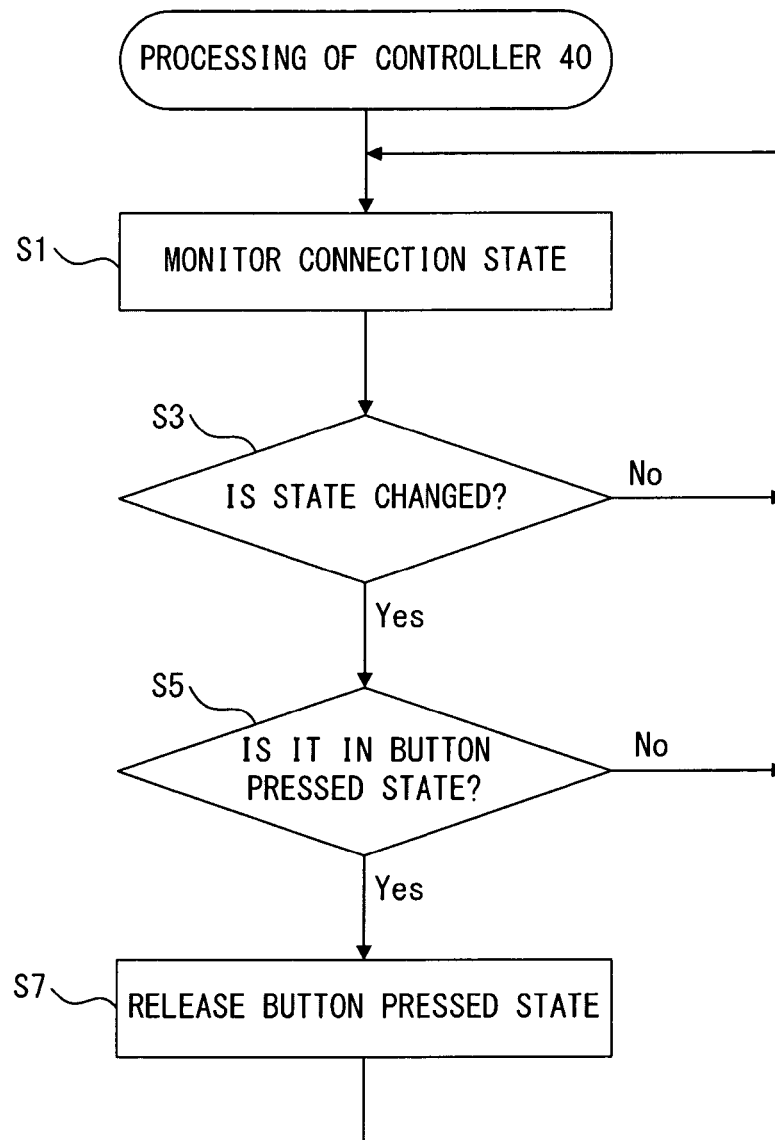 PROCESSING OF CONTROLLER 40
S1
MONITOR CONNECTION STATE
S3
IS STATE CHANGED?
No
Yes
S5
IS IT IN BUTTON
PRESSED STATE?
No
Yes
S7
RELEASE BUTTON PRESSED STATE